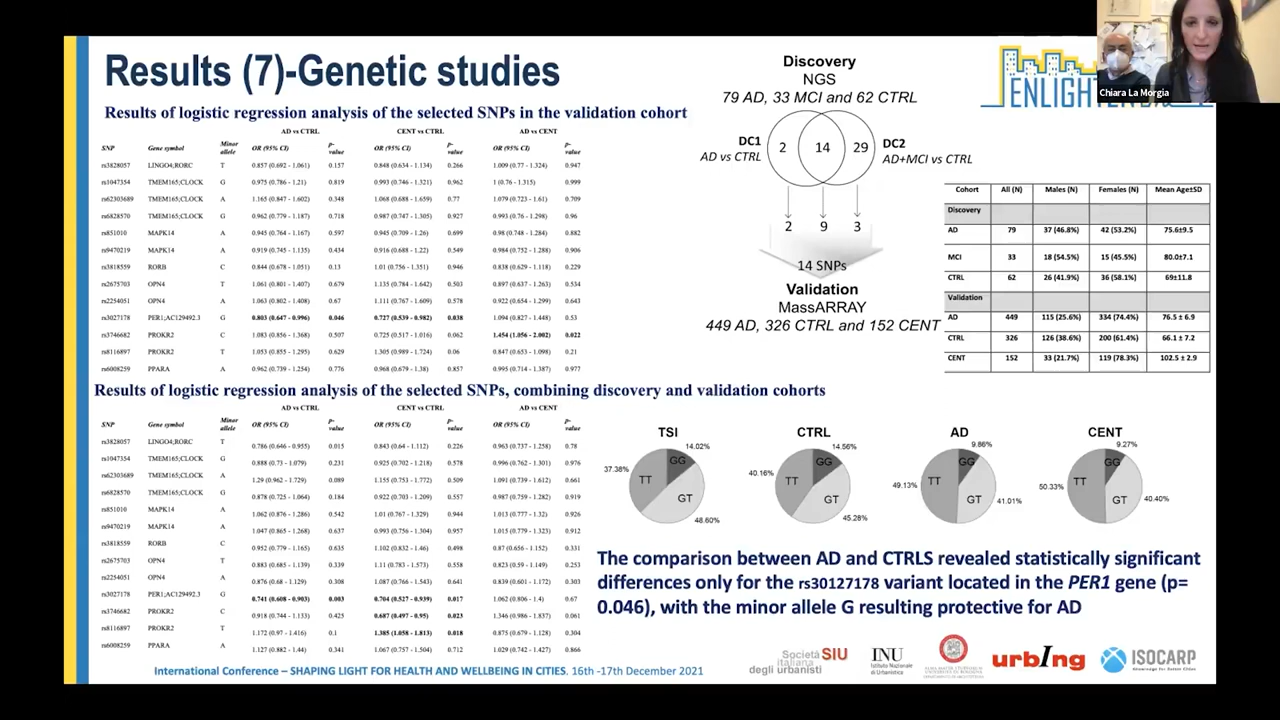 Results (7)-Genetic studies
Results of logistic regression analysis of the selected SNPs in the validation cohort
AD vs CTRL CENT vs CTRL AD vs CENT
SNP Gene symbol Minor allele OR (95% CI) p-value OR (95% CI) p-value OR (95% CI) p-value
rs3828057 LINGO4;RORC T 0.857 (0.692 - 1.061) 0.157 0.848 (0.634 - 1.134) 0.266 1.009 (0.77 - 1.324) 0.947
rs1047354 TMEM165;CLOCK G 0.975 (0.786 - 1.21) 0.819 0.993 (0.746 - 1.321) 0.962 1 (0.76 - 1.315) 0.999
rs62303689 TMEM165;CLOCK A 1.165 (0.847 - 1.602) 0.348 1.068 (0.688 - 1.659) 0.77 1.079 (0.723 - 1.61) 0.709
rs6828570 TMEM165;CLOCK G 0.962 (0.779 - 1.187) 0.718 0.987 (0.747 - 1.305) 0.927 0.993 (0.76 - 1.298) 0.96
rs851010 MAPK14 A 0.945 (0.764 - 1.167) 0.597 0.945 (0.709 - 1.26) 0.699 0.98 (0.748 - 1.284) 0.882
rs9470219 MAPK14 A 0.919 (0.745 - 1.135) 0.434 0.916 (0.688 - 1.22) 0.549 0.984 (0.752 - 1.288) 0.906
rs3818559 RORB C 0.844 (0.678 - 1.051) 0.13 1.01 (0.756 - 1.351) 0.946 0.838 (0.629 - 1.118) 0.229
rs2675703 OPN4 T 1.061 (0.801 - 1.407) 0.679 1.135 (0.784 - 1.642) 0.503 0.897 (0.637 - 1.263) 0.534
rs2254051 OPN4 A 1.063 (0.802 - 1.408) 0.67 1.111 (0.767 - 1.609) 0.578 0.922 (0.654 - 1.299) 0.643
rs3027178 PER1;AC129492.3 G 0.803 (0.647 - 0.996) 0.046 0.727 (0.539 - 0.982) 0.038 1.094 (0.827 - 1.448) 0.53
rs3746682 PROKR2 C 1.083 (0.856 - 1.368) 0.507 0.725 (0.517 - 1.016) 0.062 1.454 (1.056 - 2.002) 0.022
rs8116897 PROKR2 T 1.053 (0.855 - 1.295) 0.629 1.305 (0.989 - 1.724) 0.06 0.847 (0.653 - 1.098) 0.21
rs6008259 PPARA A 0.962 (0.739 - 1.254) 0.776 0.968 (0.679 - 1.38) 0.857 0.995 (0.714 - 1.387) 0.977
Discovery
NGS
79 AD, 33 MCI and 62 CTRL
DC1
AD vs CTRL
2 14 29
DC2
AD+MCI vs CTRL
2 9 3
14 SNPs
Validation
MassARRAY
449 AD, 326 CTRL and 152 CENT
ENLIGHTEN
Chiara La Morgia
Cohort All (N) Males (N) Females (N) Mean Age±SD
Discovery
AD 79 37 (46.8%) 42 (53.2%) 75.6±9.5
MCI 33 18 (54.5%) 15 (45.5%) 80.0±7.1
CTRL 62 26 (41.9%) 36 (58.1%) 69±11.8
Validation
AD 449 115 (25.6%) 334 (74.4%) 76.5 ± 6.9
CTRL 326 126 (38.6%) 200 (61.4%) 66.1 ± 7.2
CENT 152 33 (21.7%) 119 (78.3%) 102.5 ± 2.9
Results of logistic regression analysis of the selected SNPs, combining discovery and validation cohorts
AD vs CTRL CENT vs CTRL AD vs CENT
SNP Gene symbol Minor allele OR (95% CI) p-value OR (95% CI) p-value OR (95% CI) p-value
rs3828057 LINGO4;RORC T 0.786 (0.646 - 0.955) 0.015 0.843 (0.64 - 1.112) 0.226 0.963 (0.737 - 1.258) 0.78
rs1047354 TMEM165;CLOCK G 0.888 (0.73 - 1.079) 0.231 0.925 (0.702 - 1.218) 0.578 0.996 (0.762 - 1.301) 0.976
rs62303689 TMEM165;CLOCK A 1.29 (0.962 - 1.729) 0.089 1.155 (0.753 - 1.772) 0.509 1.091 (0.739 - 1.612) 0.661
rs6828570 TMEM165;CLOCK G 0.878 (0.725 - 1.064) 0.184 0.922 (0.703 - 1.209) 0.557 0.987 (0.759 - 1.282) 0.919
rs851010 MAPK14 A 1.062 (0.876 - 1.286) 0.542 1.01 (0.767 - 1.329) 0.944 1.013 (0.777 - 1.32) 0.926
rs9470219 MAPK14 A 1.047 (0.865 - 1.268) 0.637 0.993 (0.756 - 1.304) 0.957 1.015 (0.779 - 1.323) 0.912
rs3818559 RORB C 0.952 (0.779 - 1.165) 0.635 1.102 (0.832 - 1.46) 0.498 0.87 (0.656 - 1.152) 0.331
rs2675703 OPN4 T 0.883 (0.685 - 1.139) 0.339 1.11 (0.783 - 1.573) 0.558 0.823 (0.59 - 1.149) 0.253
rs2254051 OPN4 A 0.876 (0.68 - 1.129) 0.308 1.087 (0.766 - 1.543) 0.641 0.839 (0.601 - 1.172) 0.303
rs3027178 PER1;AC129492.3 G 0.741 (0.608 - 0.903) 0.003 0.704 (0.527 - 0.939) 0.017 1.062 (0.806 - 1.4) 0.67
rs3746682 PROKR2 C 0.918 (0.744 - 1.133) 0.425 0.687 (0.497 - 0.95) 0.023 1.346 (0.986 - 1.837) 0.061
rs8116897 PROKR2 T 1.172 (0.97 - 1.416) 0.1 1.385 (1.058 - 1.813) 0.018 0.875 (0.679 - 1.128) 0.304
rs6008259 PPARA A 1.127 (0.882 - 1.44) 0.341 1.067 (0.757 - 1.504) 0.712 1.029 (0.742 - 1.427) 0.866
TSI CTRL AD CENT
14.02% 14.56% 9.86% 9.27%
37.38% 40.16% 49.13% 50.33%
GG GG GG GG
TT TT TT TT
GT GT GT GT
48.60% 45.28% 41.01% 40.40%
The comparison between AD and CTRLS revealed statistically significant
differences only for the rs30127178 variant located in the PER1 gene (p=
0.046), with the minor allele G resulting protective for AD
International Conference – SHAPING LIGHT FOR HEALTH AND WELLBEING IN CITIES. 16th -17th December 2021
Società SIU
italiana
degli urbanisti
INU
Istituto Nazionale
di Urbanistica
urbIng
ISOCARP
Knowledge for Better Cities